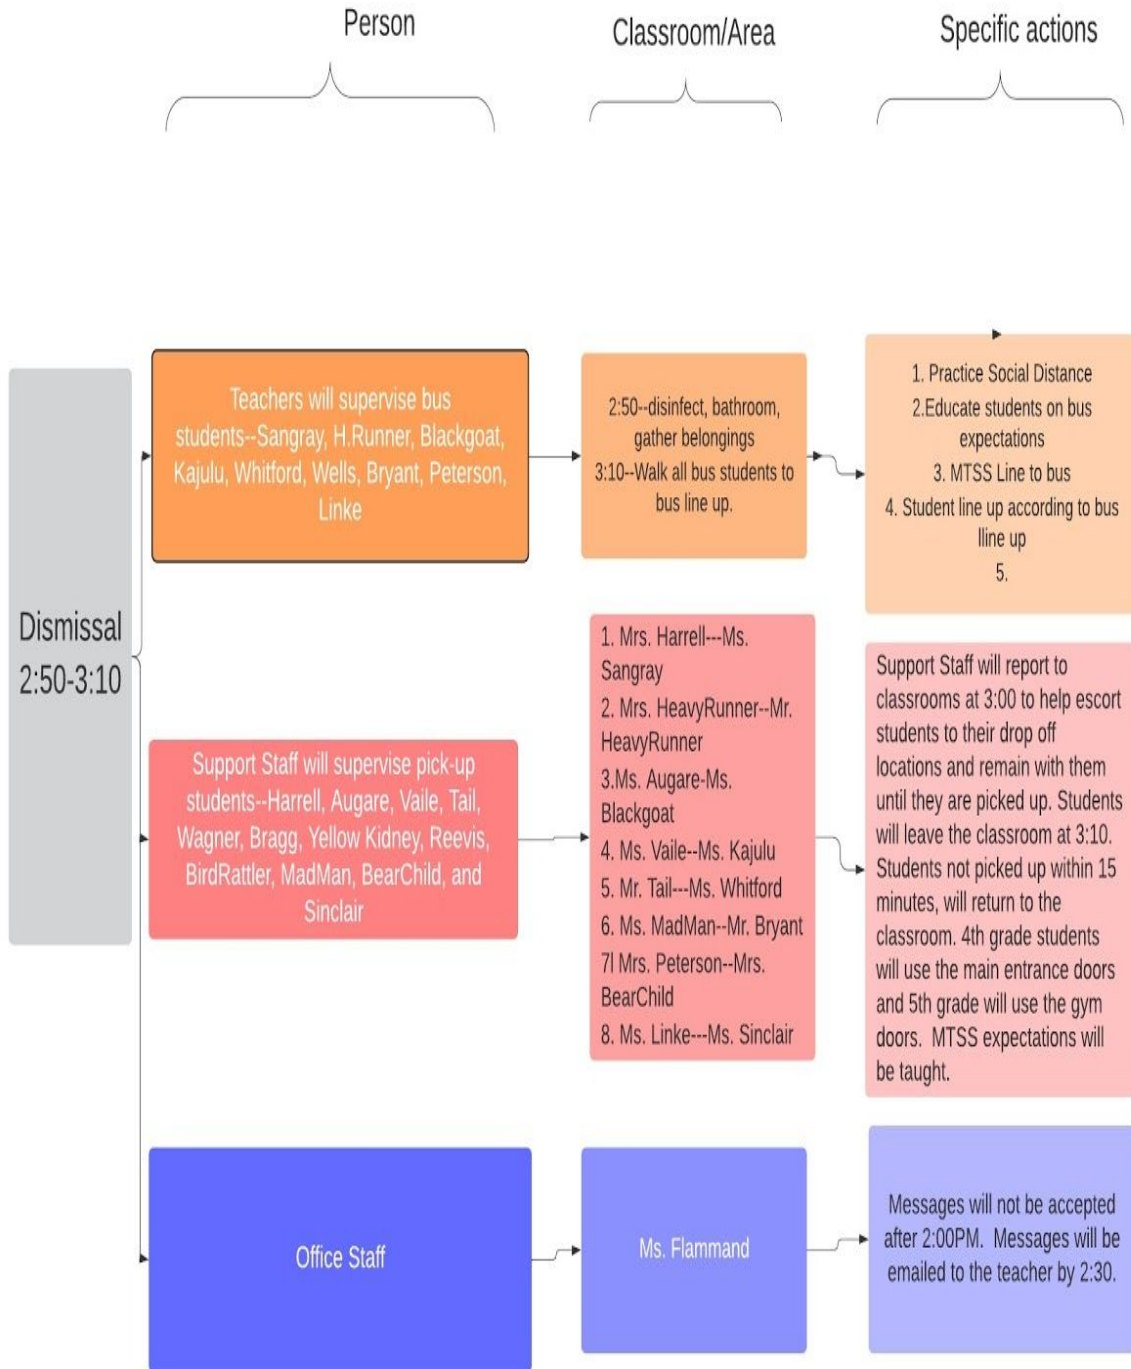 Person
Classroom/Area
Specific actions
Dismissal
2:50-3:10
Teachers will supervise bus
students--Sangray, H.Runner, Blackgoat,
Kajulu, Whitford, Wells, Bryant, Peterson,
Linke
2:50--disinfect, bathroom,
gather belongings
3:10--Walk all bus students to
bus line up.
1. Practice Social Distance
2.Educate students on bus
expectations
3. MTSS Line to bus
4. Student line up according to bus
lline up
5.
Support Staff will supervise pick-up
students--Harrell, Augare, Vaile, Tail,
Wagner, Bragg, Yellow Kidney, Reevis,
BirdRattler, MadMan, BearChild, and
Sinclair
1. Mrs. Harrell---Ms.
Sangray
2. Mrs. HeavyRunner--Mr.
HeavyRunner
3.Ms. Augare-Ms.
Blackgoat
4. Ms. Vaile--Ms. Kajulu
5. Mr. Tail---Ms. Whitford
6. Ms. MadMan--Mr. Bryant
7l Mrs. Peterson--Mrs.
BearChild
8. Ms. Linke---Ms. Sinclair
Support Staff will report to
classrooms at 3:00 to help escort
students to their drop off
locations and remain with them
until they are picked up. Students
will leave the classroom at 3:10.
Students not picked up within 15
minutes, will return to the
classroom. 4th grade students
will use the main entrance doors
and 5th grade will use the gym
doors.  MTSS expectations will
be taught.
Office Staff
Ms. Flammand
Messages will not be accepted
after 2:00PM.  Messages will be
emailed to the teacher by 2:30.